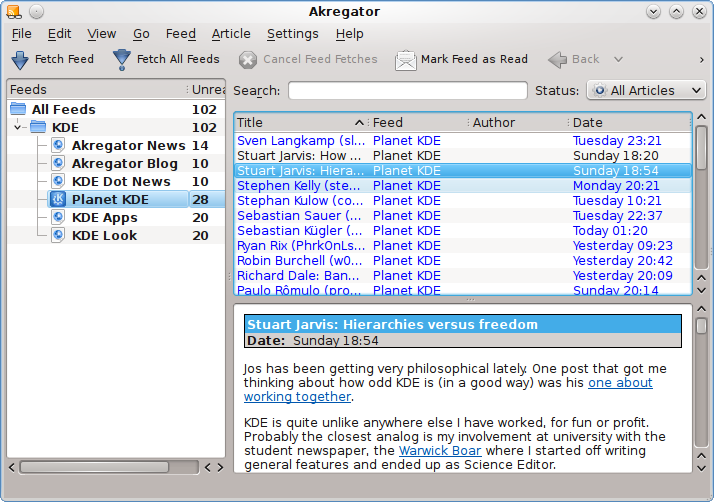 Akregator
File Edit View Go Feed Article Settings Help
Fetch Feed Fetch All Feeds Cancel Feed Fetches Mark Feed as Read Back
Feeds Unrea
All Feeds 102
KDE 102
Akregator News 14
Akregator Blog 10
KDE Dot News 10
Planet KDE 28
KDE Apps 20
KDE Look 20
Search: Status: All Articles
Title Feed Author Date
Sven Langkamp (sl... Planet KDE Tuesday 23:21
Stuart Jarvis: How ... Planet KDE Sunday 18:20
Stuart Jarvis: Hiera... Planet KDE Sunday 18:54
Stephen Kelly (ste... Planet KDE Monday 20:21
Stephan Kulow (co... Planet KDE Tuesday 10:21
Sebastian Sauer (... Planet KDE Tuesday 22:37
Sebastian Kügler (... Planet KDE Today 01:20
Ryan Rix (PhrkOnLs... Planet KDE Yesterday 09:23
Robin Burchell (w0... Planet KDE Yesterday 20:42
Richard Dale: Ban... Planet KDE Yesterday 20:09
Paulo Rômulo (pro... Planet KDE Sunday 20:14
Stuart Jarvis: Hierarchies versus freedom
Date: Sunday 18:54
Jos has been getting very philosophical lately. One post that got me
thinking about how odd KDE is (in a good way) was his one about
working together.
KDE is quite unlike anywhere else I have worked, for fun or profit.
Probably the closest analog is my involvement at university with the
student newspaper, the Warwick Boar where I started off writing
general features and ended up as Science Editor.